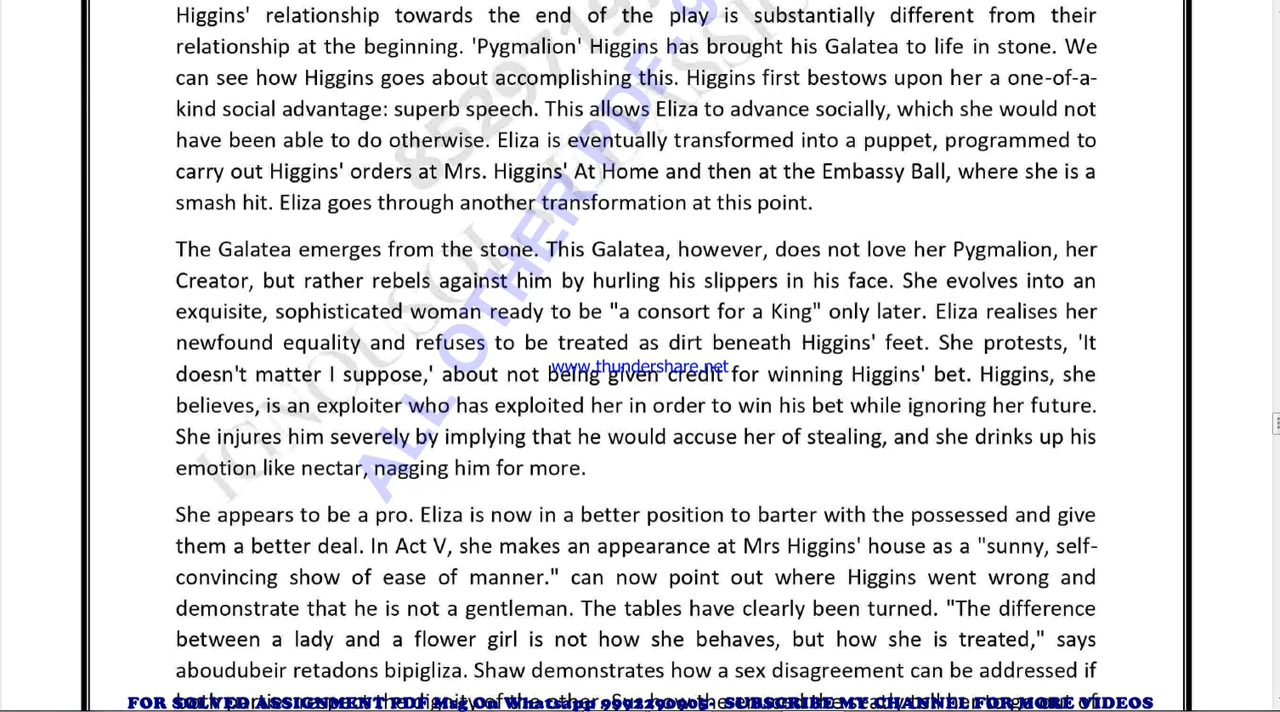 Higgins' relationship towards the end of the play is substantially different from their
relationship at the beginning. 'Pygmalion' Higgins has brought his Galatea to life in stone. We
can see how Higgins goes about accomplishing this. Higgins first bestows upon her a one-of-a-
kind social advantage: superb speech. This allows Eliza to advance socially, which she would not
have been able to do otherwise. Eliza is eventually transformed into a puppet, programmed to
carry out Higgins' orders at Mrs. Higgins' At Home and then at the Embassy Ball, where she is a
smash hit. Eliza goes through another transformation at this point.
The Galatea emerges from the stone. This Galatea, however, does not love her Pygmalion, her
Creator, but rather rebels against him by hurling his slippers in his face. She evolves into an
exquisite, sophisticated woman ready to be "a consort for a King" only later. Eliza realises her
newfound equality and refuses to be treated as dirt beneath Higgins' feet. She protests, 'It
www.thundershare.net
doesn't matter I suppose,' about not being given credit for winning Higgins' bet. Higgins, she
believes, is an exploiter who has exploited her in order to win his bet while ignoring her future.
She injures him severely by implying that he would accuse her of stealing, and she drinks up his
emotion like nectar, nagging him for more.
She appears to be a pro. Eliza is now in a better position to barter with the possessed and give
them a better deal. In Act V, she makes an appearance at Mrs Higgins' house as a "sunny, self-
convincing show of ease of manner." can now point out where Higgins went wrong and
demonstrate that he is not a gentleman. The tables have clearly been turned. "The difference
between a lady and a flower girl is not how she behaves, but how she is treated," says
aboudubeir retadons bipigliza. Shaw demonstrates how a sex disagreement can be addressed if
FOR SOLVED ASSIGNMENT PDF Msg On Whatsapp SUBSCRIBE MY CHANNEL FOR MORE VIDEOS
ALL OTHER PDF